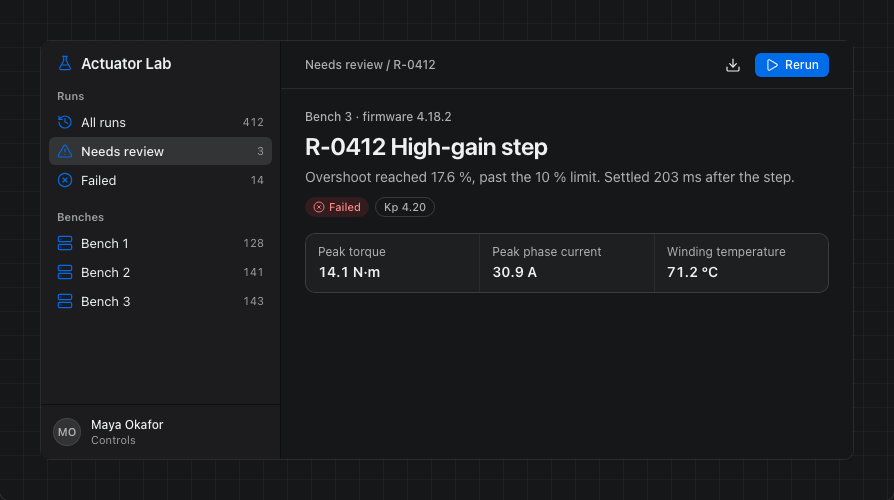 Actuator Lab
Runs
All runs 412
Needs review 3
Failed 14
Benches
Bench 1 128
Bench 2 141
Bench 3 143
MO
Maya Okafor
Controls
Needs review / R-0412
Rerun
Bench 3 · firmware 4.18.2
R-0412 High-gain step
Overshoot reached 17.6 %, past the 10 % limit. Settled 203 ms after the step.
Failed
Kp 4.20
Peak torque
14.1 N·m
Peak phase current
30.9 A
Winding temperature
71.2 °C